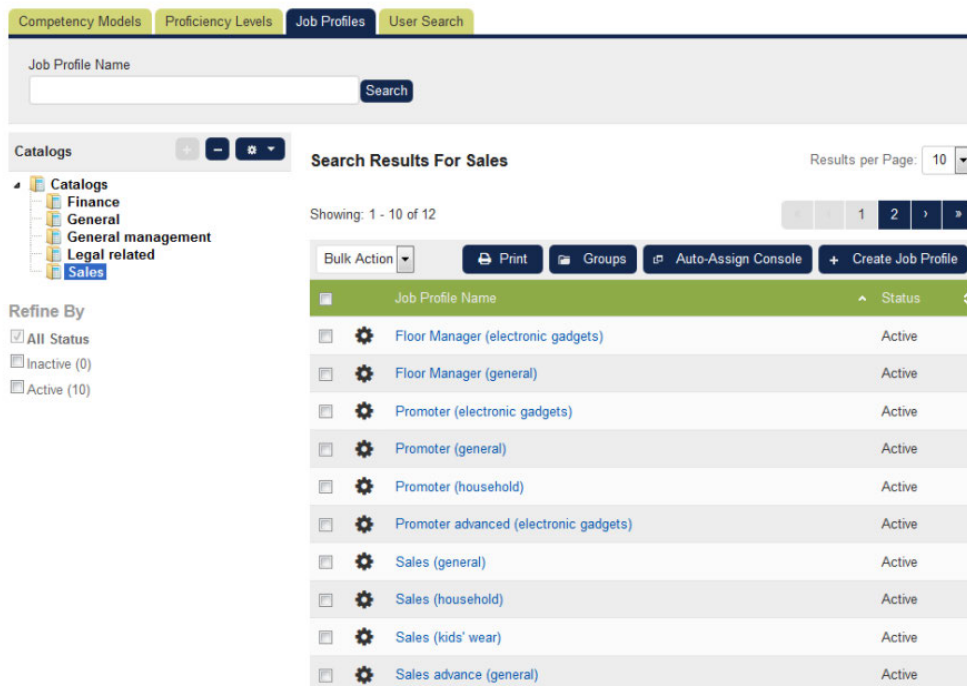 Competency Models Proficiency Levels Job Profiles User Search
Job Profile Name
Search
Catalogs
Catalogs
Finance
General
General management
Legal related
Sales
Refine By
All Status
Inactive (0)
Active (10)
Search Results For Sales
Results per Page: 10
Showing: 1 - 10 of 12
« ‹ 1 2 › »
Bulk Action Print Groups Auto-Assign Console + Create Job Profile
Job Profile Name Status
Floor Manager (electronic gadgets) Active
Floor Manager (general) Active
Promoter (electronic gadgets) Active
Promoter (general) Active
Promoter (household) Active
Promoter advanced (electronic gadgets) Active
Sales (general) Active
Sales (household) Active
Sales (kids' wear) Active
Sales advance (general) Active